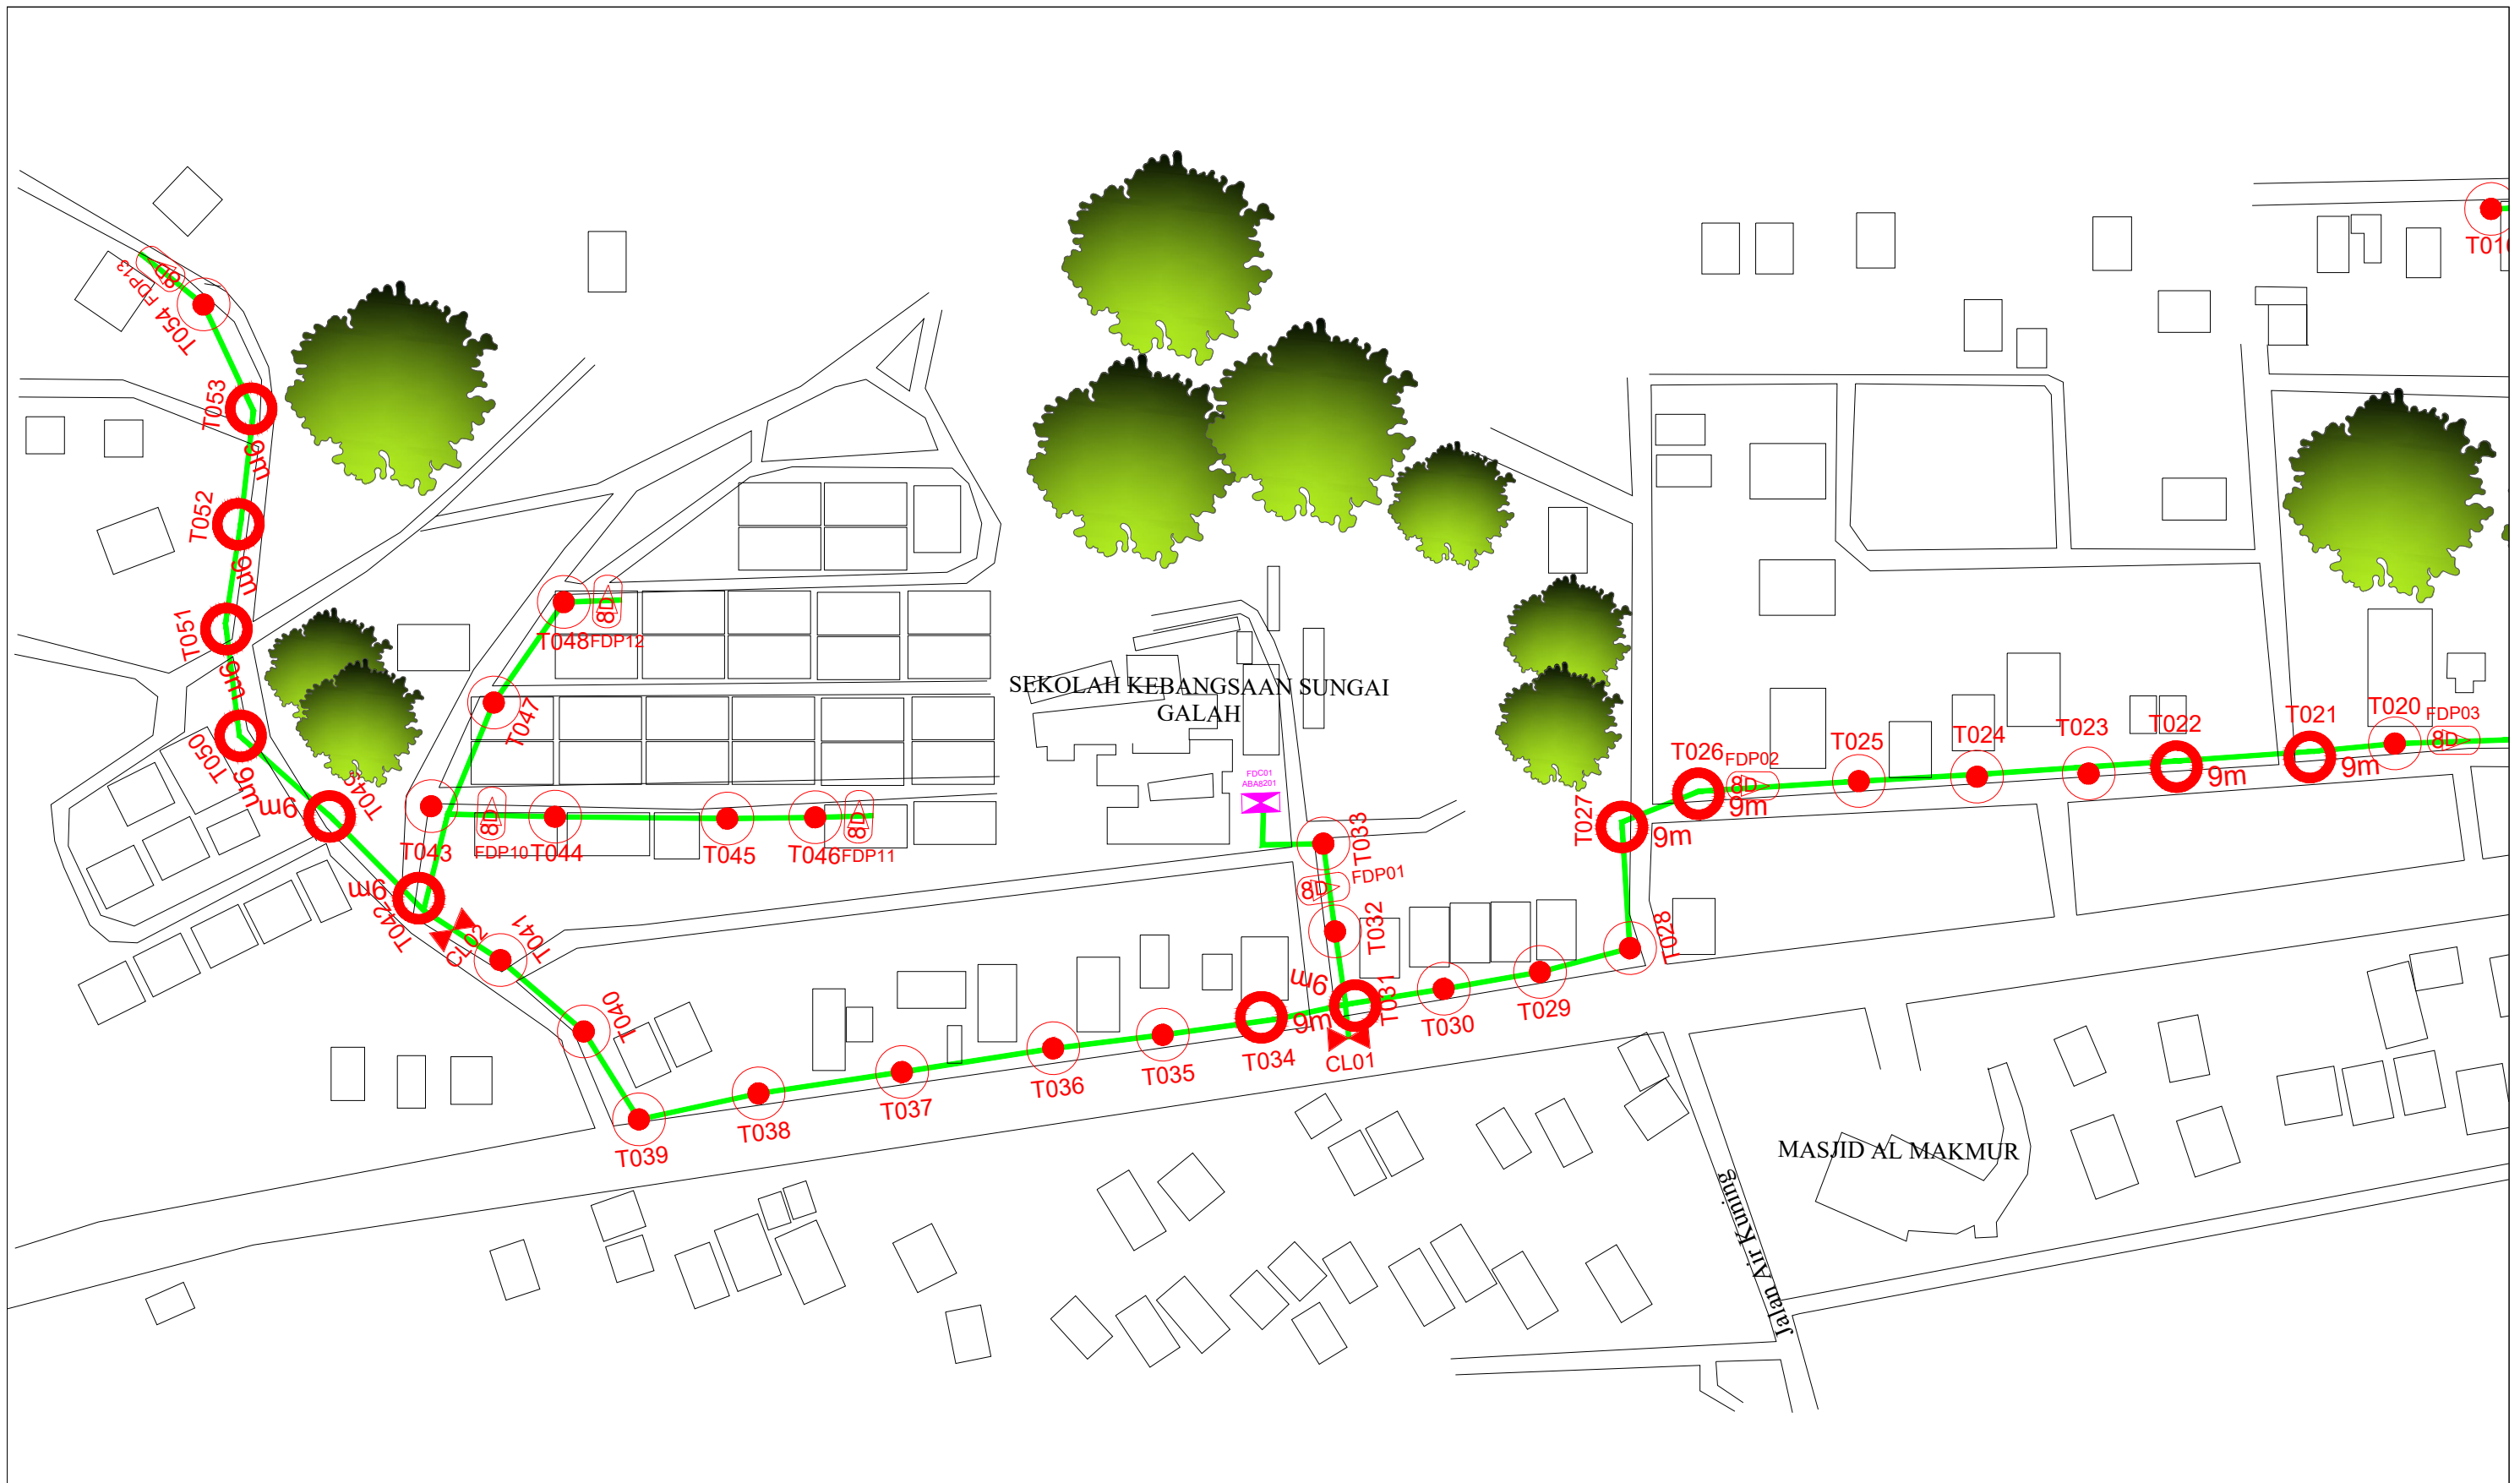 T010
FDP13
8D
T054
T053
9m
T052
9m
T051
9m
T050
9m
9m
9m
T042
CL02
T041
T040
T039
T048
8D
FDP12
T047
T043
8D
FDP10
T044
T045
T046
8D
FDP11
SEKOLAH KEBANGSAAN SUNGAI
GALAH
FDC01
ABA8201
T033
8D
FDP01
T032
9m
T031
9m
CL01
T034
T035
T036
T037
T038
T030
T029
T028
T027
9m
T026
FDP02
8D
9m
T025
T024
T023
T022
9m
T021
9m
T020
FDP03
8D
MASJID AL MAKMUR
Jalan Air Kuning